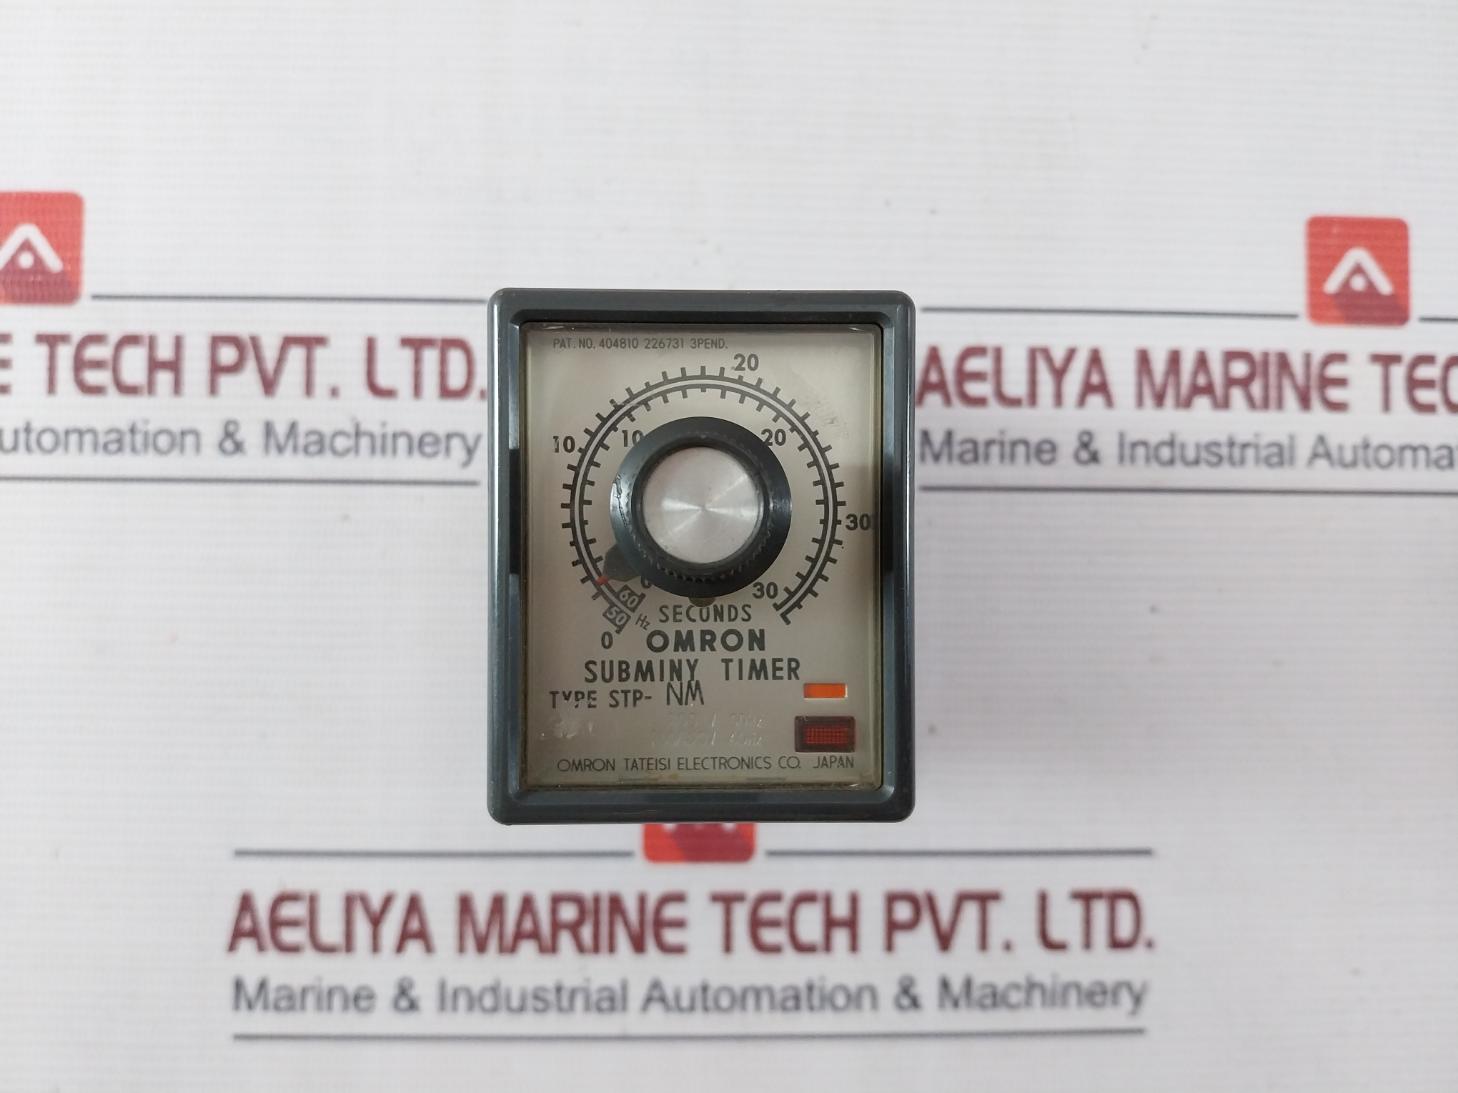 E TECH PVT. LTD.
utomation & Machinery
AELIYA MARINE TEC
Marine & Industrial Automa
PAT. NO. 404810 226731 3PEND.
20
10 10 20
30
0
60 30
50 Hz SECONDS
0 OMRON
SUBMINY TIMER
TYPE STP- NM
OMRON TATEISI ELECTRONICS CO. JAPAN
AELIYA MARINE TECH PVT. LTD.
Marine & Industrial Automation & Machinery